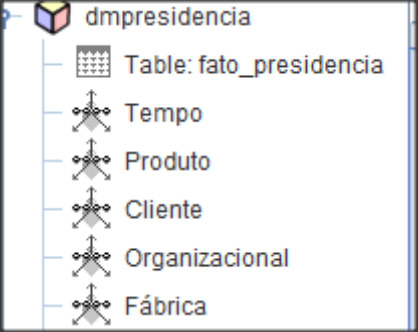 dmpresidencia
Table: fato_presidencia
Tempo
Produto
Cliente
Organizacional
Fábrica